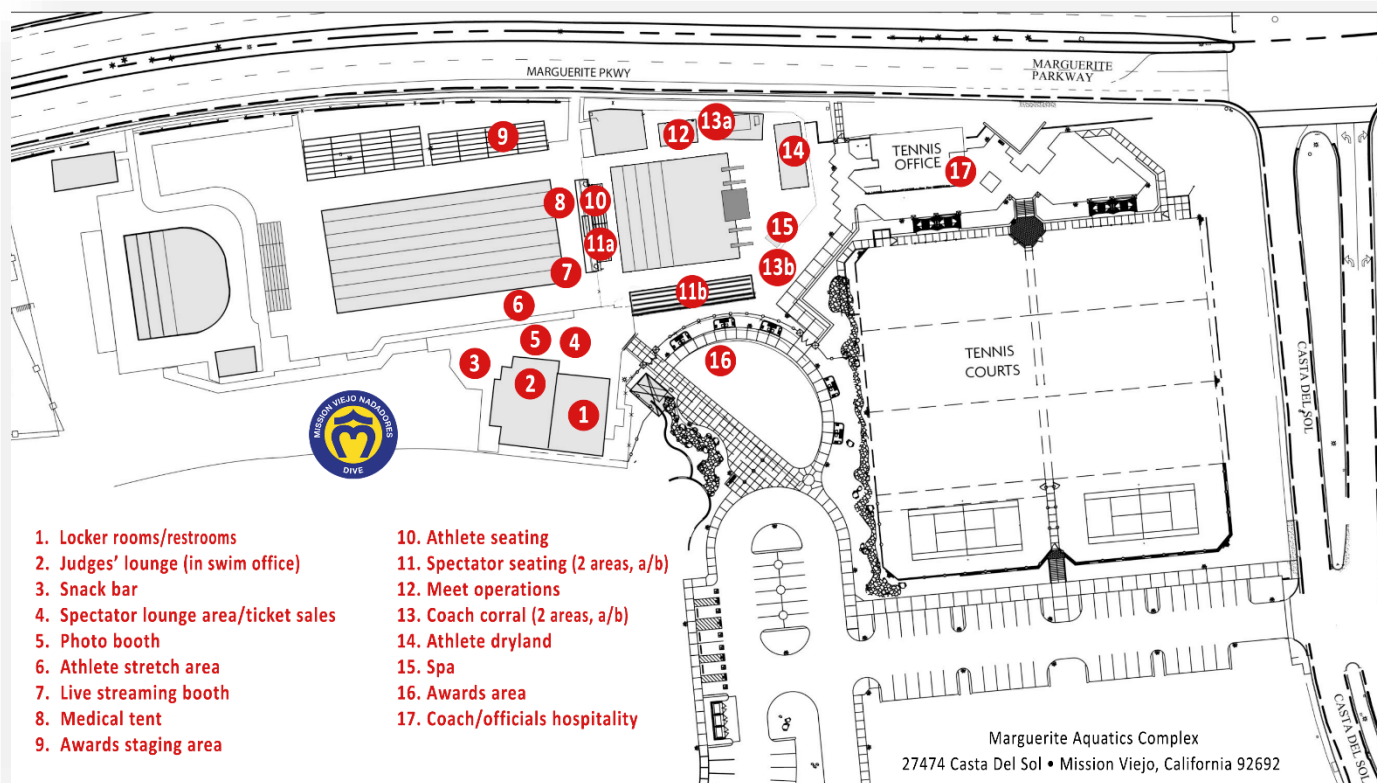 MARGUERITE PKWY
MARGUERITE
PARKWAY
9
12
13a
14
TENNIS
OFFICE
17
8
10
11a
15
13b
7
11b
6
5
4
3
2
1
16
TENNIS
COURTS
CASTA DEL SOL
MISSION VIEJO NADADORES
DIVE
1. Locker rooms/restrooms
2. Judges' lounge (in swim office)
3. Snack bar
4. Spectator lounge area/ticket sales
5. Photo booth
6. Athlete stretch area
7. Live streaming booth
8. Medical tent
9. Awards staging area
10. Athlete seating
11. Spectator seating (2 areas, a/b)
12. Meet operations
13. Coach corral (2 areas, a/b)
14. Athlete dryland
15. Spa
16. Awards area
17. Coach/officials hospitality
CASTA DEL SOL
Marguerite Aquatics Complex
27474 Casta Del Sol • Mission Viejo, California 92692